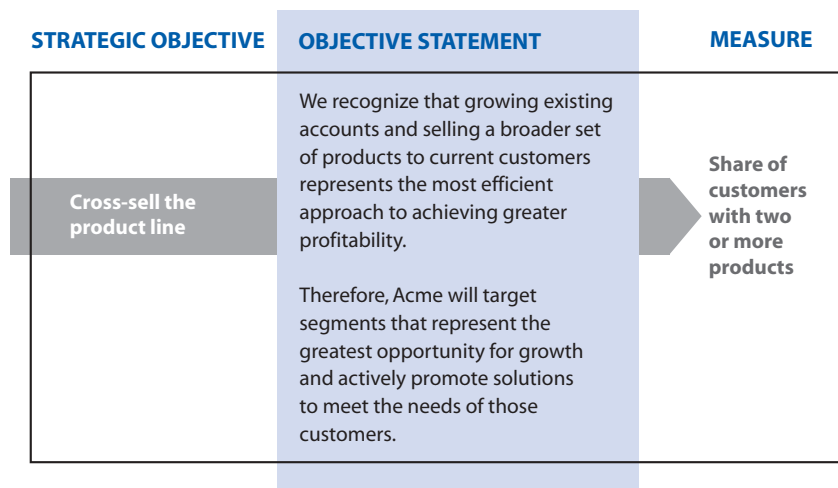 STRATEGIC OBJECTIVE
OBJECTIVE STATEMENT
MEASURE
Cross-sell the
product line
We recognize that growing existing
accounts and selling a broader set
of products to current customers
represents the most efficient
approach to achieving greater
profitability.
Therefore, Acme will target
segments that represent the
greatest opportunity for growth
and actively promote solutions
to meet the needs of those
customers.
Share of
customers
with two
or more
products